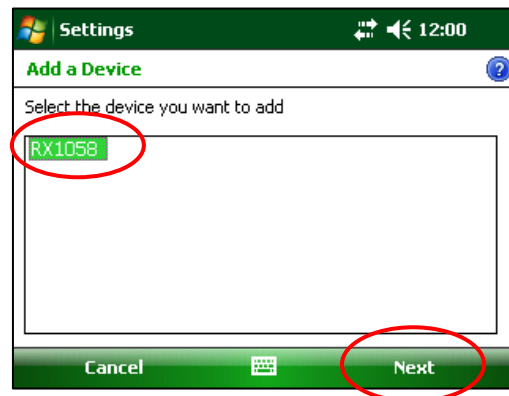 Settings 12:00
Add a Device ?
Select the device you want to add
RX1058
Cancel Next